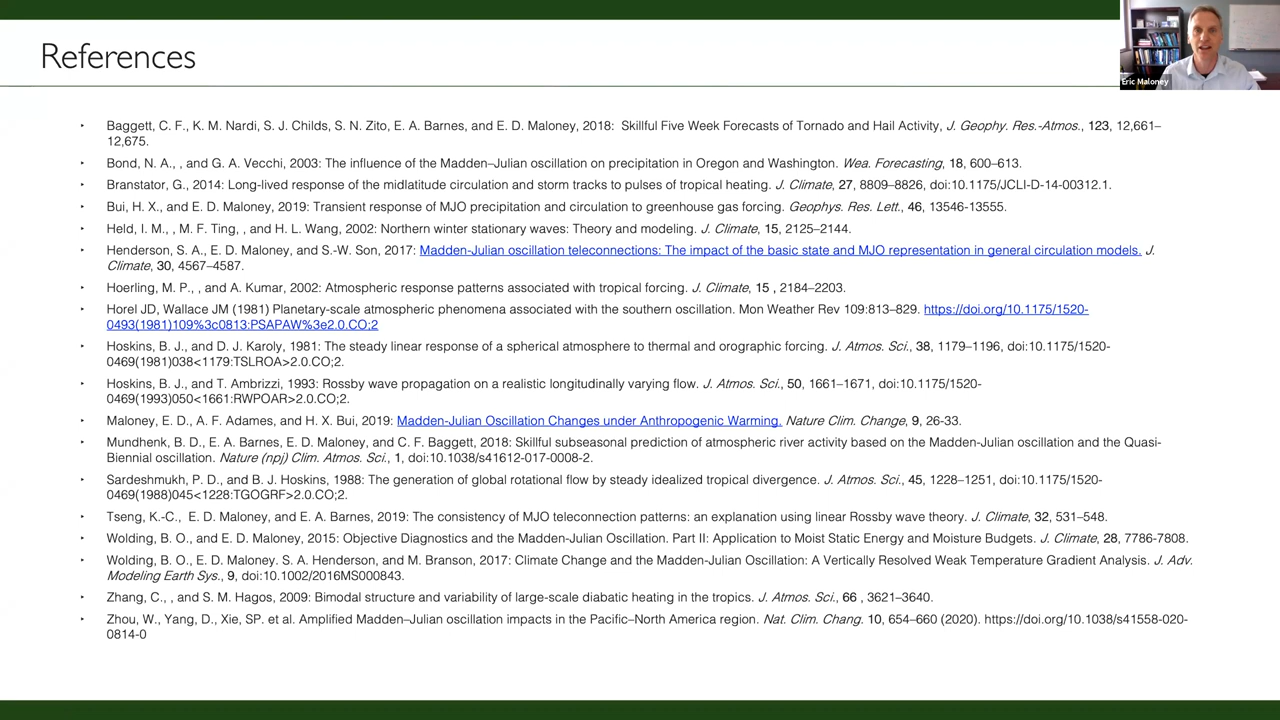 References
Eric Maloney
‣ Baggett, C. F., K. M. Nardi, S. J. Childs, S. N. Zito, E. A. Barnes, and E. D. Maloney, 2018:  Skillful Five Week Forecasts of Tornado and Hail Activity, J. Geophy. Res.-Atmos., 123, 12,661–
12,675.
‣ Bond, N. A., , and G. A. Vecchi, 2003: The influence of the Madden–Julian oscillation on precipitation in Oregon and Washington. Wea. Forecasting, 18, 600–613.
‣ Branstator, G., 2014: Long-lived response of the midlatitude circulation and storm tracks to pulses of tropical heating. J. Climate, 27, 8809–8826, doi:10.1175/JCLI-D-14-00312.1.
‣ Bui, H. X., and E. D. Maloney, 2019: Transient response of MJO precipitation and circulation to greenhouse gas forcing. Geophys. Res. Lett., 46, 13546-13555.
‣ Held, I. M., , M. F. Ting, , and H. L. Wang, 2002: Northern winter stationary waves: Theory and modeling. J. Climate, 15, 2125–2144.
‣ Henderson, S. A., E. D. Maloney, and S.-W. Son, 2017: Madden-Julian oscillation teleconnections: The impact of the basic state and MJO representation in general circulation models. J.
Climate, 30, 4567–4587.
‣ Hoerling, M. P., , and A. Kumar, 2002: Atmospheric response patterns associated with tropical forcing. J. Climate, 15 , 2184–2203.
‣ Horel JD, Wallace JM (1981) Planetary-scale atmospheric phenomena associated with the southern oscillation. Mon Weather Rev 109:813–829. https://doi.org/10.1175/1520-
0493(1981)109%3c0813:PSAPAW%3e2.0.CO;2
‣ Hoskins, B. J., and D. J. Karoly, 1981: The steady linear response of a spherical atmosphere to thermal and orographic forcing. J. Atmos. Sci., 38, 1179–1196, doi:10.1175/1520-
0469(1981)038<1179:TSLROA>2.0.CO;2.
‣ Hoskins, B. J., and T. Ambrizzi, 1993: Rossby wave propagation on a realistic longitudinally varying flow. J. Atmos. Sci., 50, 1661–1671, doi:10.1175/1520-
0469(1993)050<1661:RWPOAR>2.0.CO;2.
‣ Maloney, E. D., A. F. Adames, and H. X. Bui, 2019: Madden-Julian Oscillation Changes under Anthropogenic Warming. Nature Clim. Change, 9, 26-33.
‣ Mundhenk, B. D., E. A. Barnes, E. D. Maloney, and C. F. Baggett, 2018: Skillful subseasonal prediction of atmospheric river activity based on the Madden-Julian oscillation and the Quasi-
Biennial oscillation. Nature (npj) Clim. Atmos. Sci., 1, doi:10.1038/s41612-017-0008-2.
‣ Sardeshmukh, P. D., and B. J. Hoskins, 1988: The generation of global rotational flow by steady idealized tropical divergence. J. Atmos. Sci., 45, 1228–1251, doi:10.1175/1520-
0469(1988)045<1228:TGOGRF>2.0.CO;2.
‣ Tseng, K.-C.,  E. D. Maloney, and E. A. Barnes, 2019: The consistency of MJO teleconnection patterns: an explanation using linear Rossby wave theory. J. Climate, 32, 531–548.
‣ Wolding, B. O., and E. D. Maloney, 2015: Objective Diagnostics and the Madden-Julian Oscillation. Part II: Application to Moist Static Energy and Moisture Budgets. J. Climate, 28, 7786-7808.
‣ Wolding, B. O., E. D. Maloney. S. A. Henderson, and M. Branson, 2017: Climate Change and the Madden-Julian Oscillation: A Vertically Resolved Weak Temperature Gradient Analysis. J. Adv.
Modeling Earth Sys., 9, doi:10.1002/2016MS000843.
‣ Zhang, C., , and S. M. Hagos, 2009: Bimodal structure and variability of large-scale diabatic heating in the tropics. J. Atmos. Sci., 66 , 3621–3640.
‣ Zhou, W., Yang, D., Xie, SP. et al. Amplified Madden–Julian oscillation impacts in the Pacific–North America region. Nat. Clim. Chang. 10, 654–660 (2020). https://doi.org/10.1038/s41558-020-
0814-0